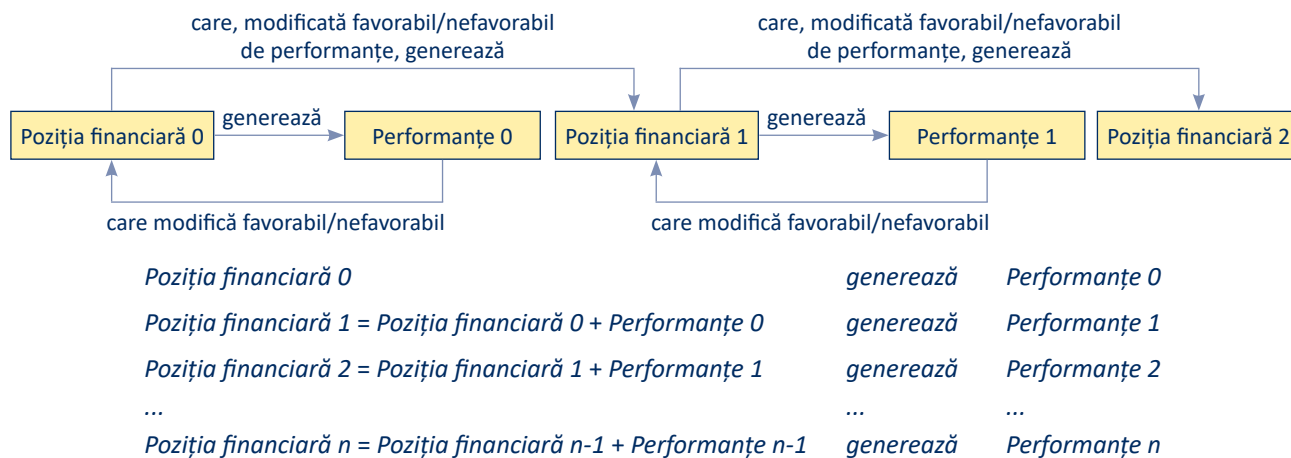 care, modificată favorabil/nefavorabil
de performanțe, generează
care, modificată favorabil/nefavorabil
de performanțe, generează
Poziția financiară 0
generează
Performanțe 0
Poziția financiară 1
generează
Performanțe 1
Poziția financiară 2
care modifică favorabil/nefavorabil
care modifică favorabil/nefavorabil
Poziția financiară 0 generează Performanțe 0
Poziția financiară 1 = Poziția financiară 0 + Performanțe 0 generează Performanțe 1
Poziția financiară 2 = Poziția financiară 1 + Performanțe 1 generează Performanțe 2
... ... ...
Poziția financiară n = Poziția financiară n-1 + Performanțe n-1 generează Performanțe n